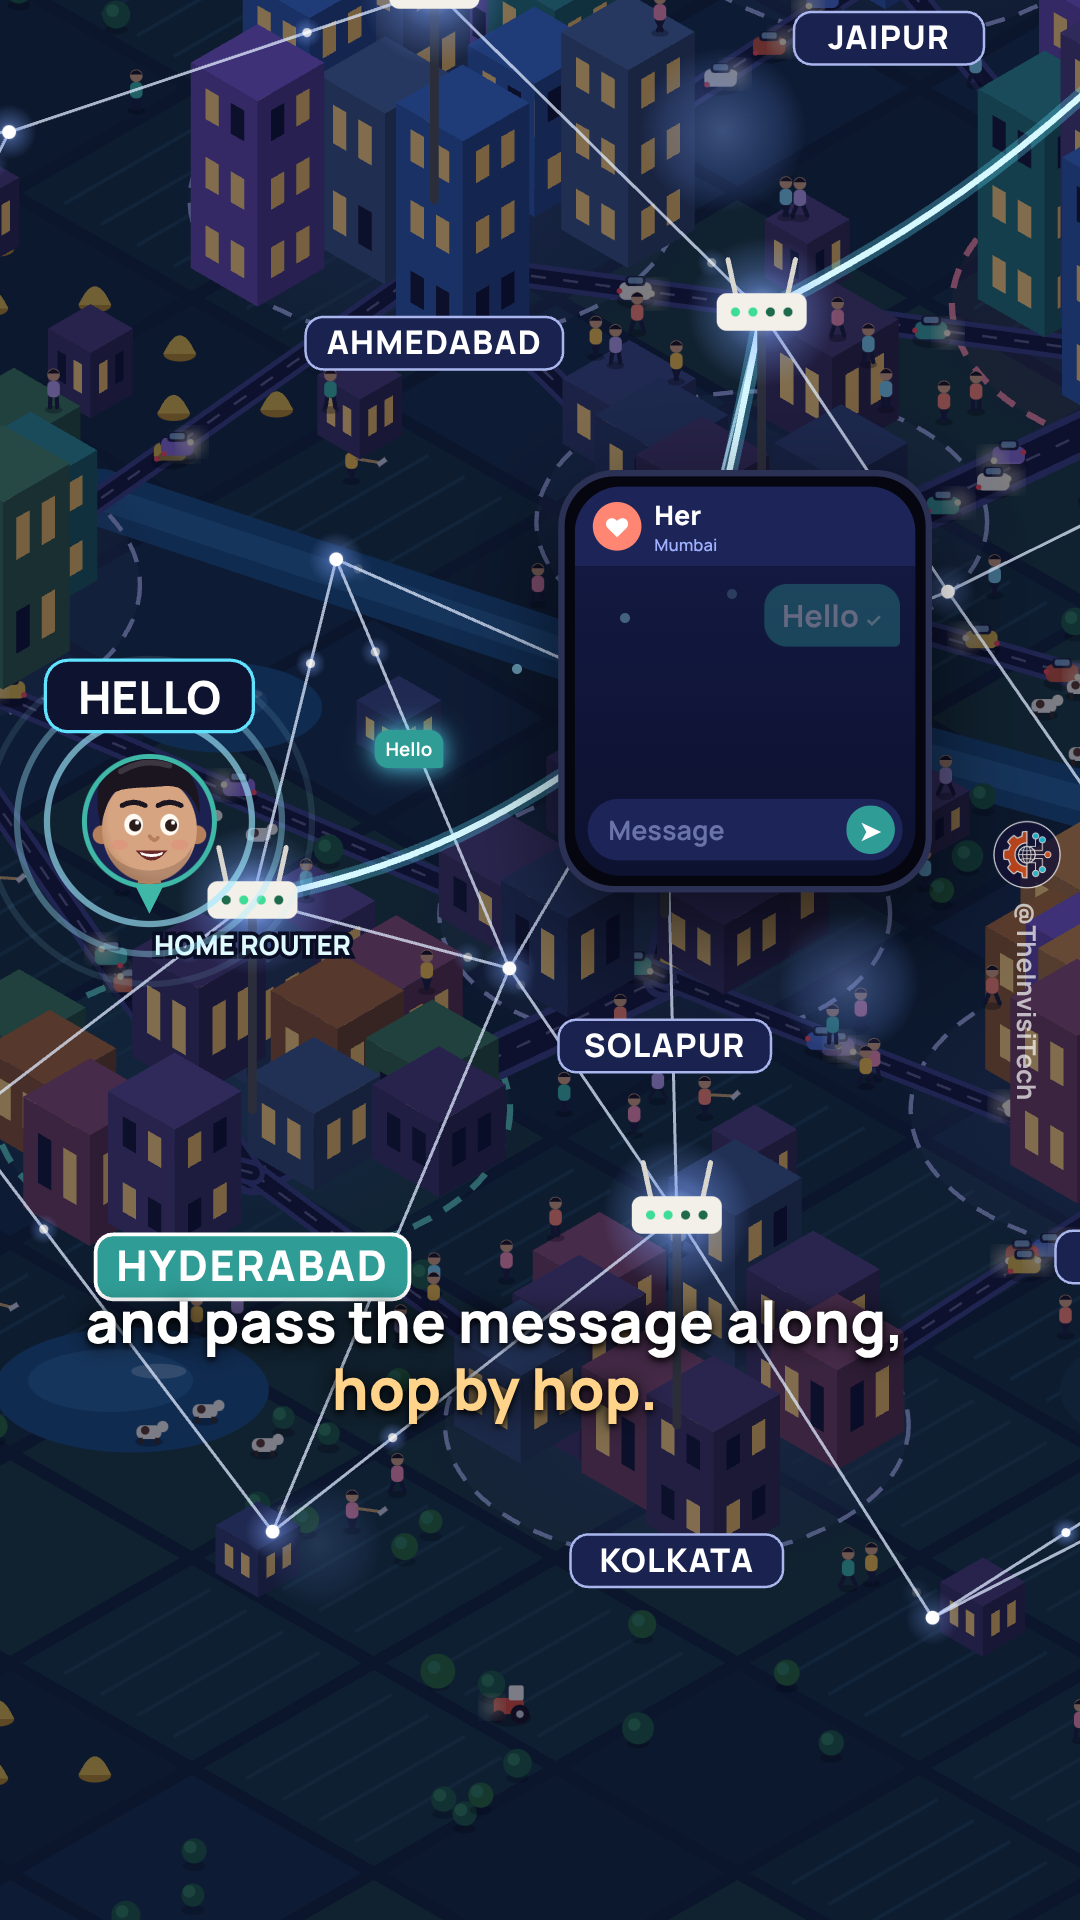 JAIPUR
AHMEDABAD
Her
Mumbai
Hello
HELLO
Hello
Message
HOME ROUTER
@TheInvisiTech
SOLAPUR
HYDERABAD
and pass the message along,
hop by hop.
KOLKATA